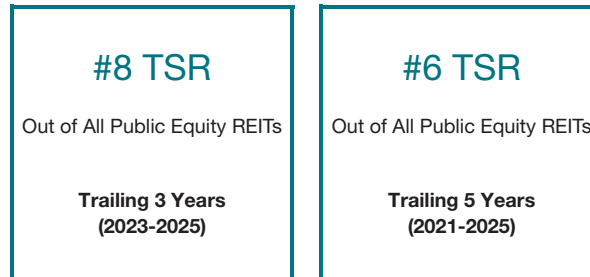 #8 TSR
Out of All Public Equity REITs
Trailing 3 Years
(2023-2025)
#6 TSR
Out of All Public Equity REITs
Trailing 5 Years
(2021-2025)